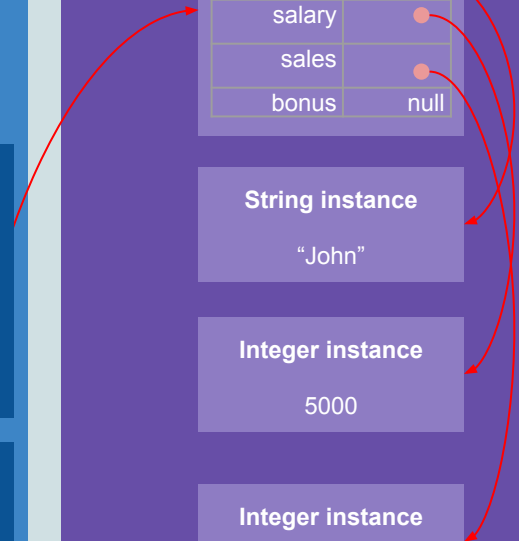 salary
sales
bonus null
String instance
“John”
Integer instance
5000
Integer instance